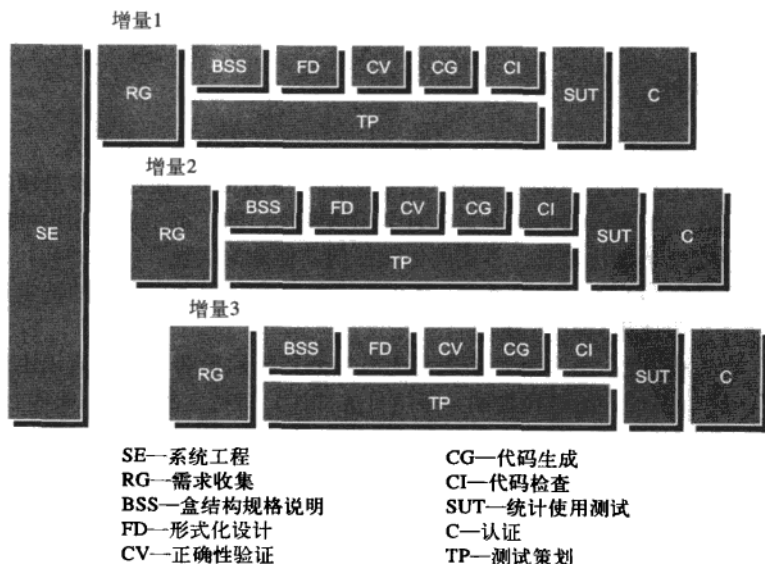 增量1
RG BSS FD CV CG CI SUT C
TP
增量2
SE RG BSS FD CV CG CI SUT C
TP
增量3
RG BSS FD CV CG CI SUT C
TP
SE—系统工程
RG—需求收集
BSS—盒结构规格说明
FD—形式化设计
CV—正确性验证
CG—代码生成
CI—代码检查
SUT—统计使用测试
C—认证
TP—测试策划